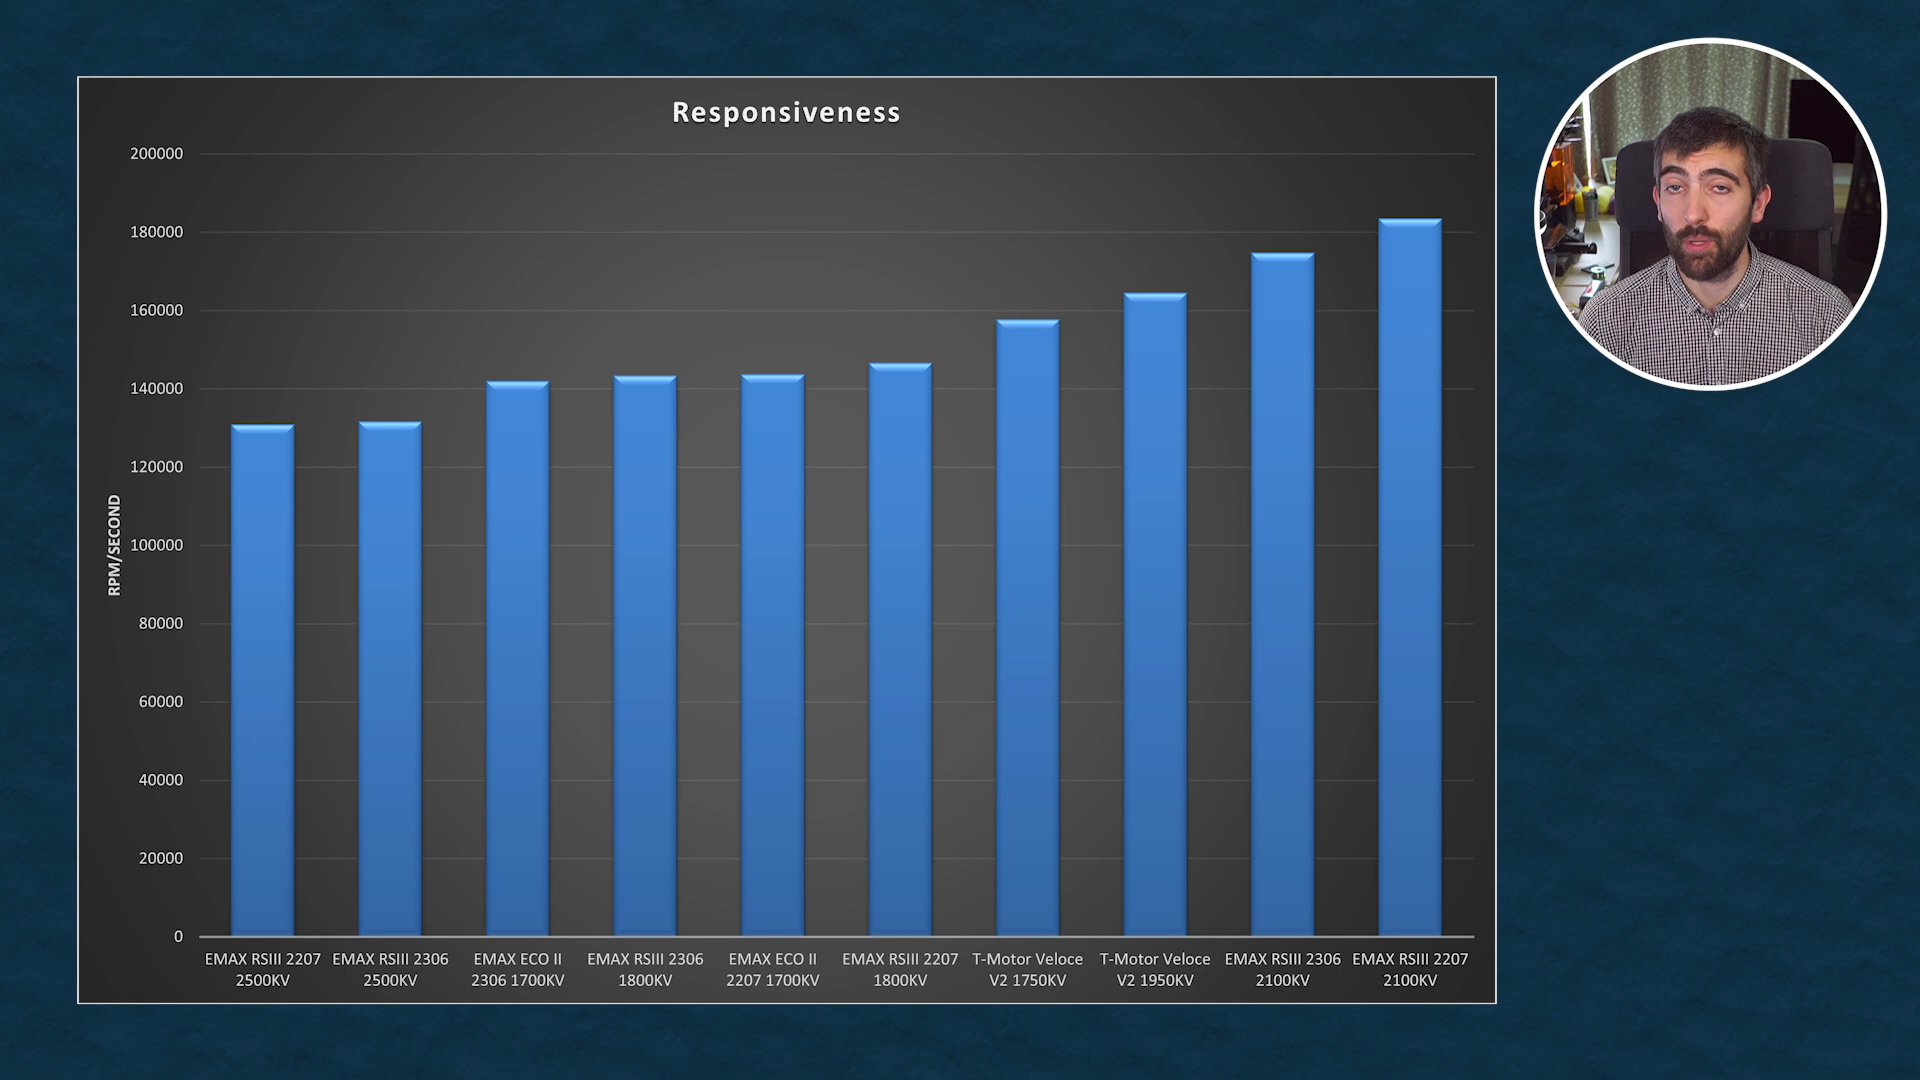 Responsiveness
200000
180000
160000
140000
120000
100000
80000
60000
40000
20000
0
RPM/SECOND
EMAX RSIII 2207
2500KV
EMAX RSIII 2306
2500KV
EMAX ECO II
2306 1700KV
EMAX RSIII 2306
1800KV
EMAX ECO II
2207 1700KV
EMAX RSIII 2207
1800KV
T-Motor Veloce
V2 1750KV
T-Motor Veloce
V2 1950KV
EMAX RSIII 2306
2100KV
EMAX RSIII 2207
2100KV